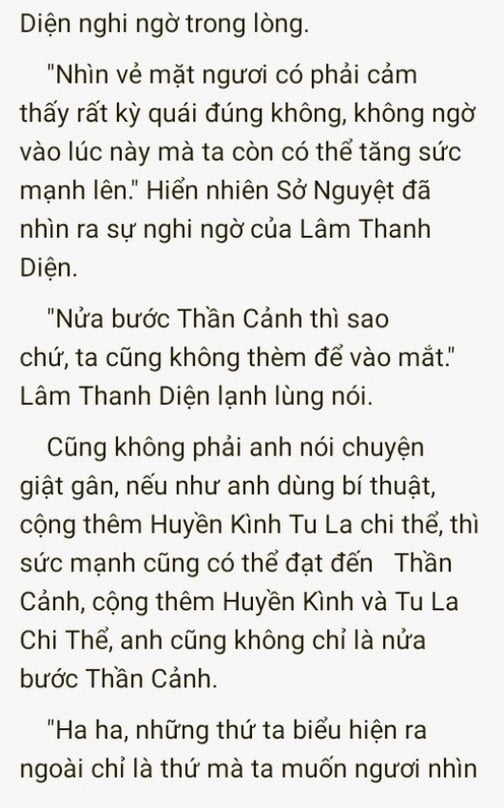 Diện nghi ngờ trong lòng.
"Nhìn vẻ mặt ngươi có phải cảm
thấy rất kỳ quái đúng không, không ngờ
vào lúc này mà ta còn có thể tăng sức
mạnh lên." Hiển nhiên Sở Nguyệt đã
nhìn ra sự nghi ngờ của Lâm Thanh
Diện.
"Nửa bước Thần Cảnh thì sao
chứ, ta cũng không thèm để vào mắt."
Lâm Thanh Diện lạnh lùng nói.
Cũng không phải anh nói chuyện
giật gân, nếu như anh dùng bí thuật,
cộng thêm Huyền Kình Tu La chi thể, thì
sức mạnh cũng có thể đạt đến Thần
Cảnh, cộng thêm Huyền Kình và Tu La
Chi Thể, anh cũng không chỉ là nửa
bước Thần Cảnh.
"Ha ha, những thứ ta biểu hiện ra
ngoài chỉ là thứ mà ta muốn ngươi nhìn